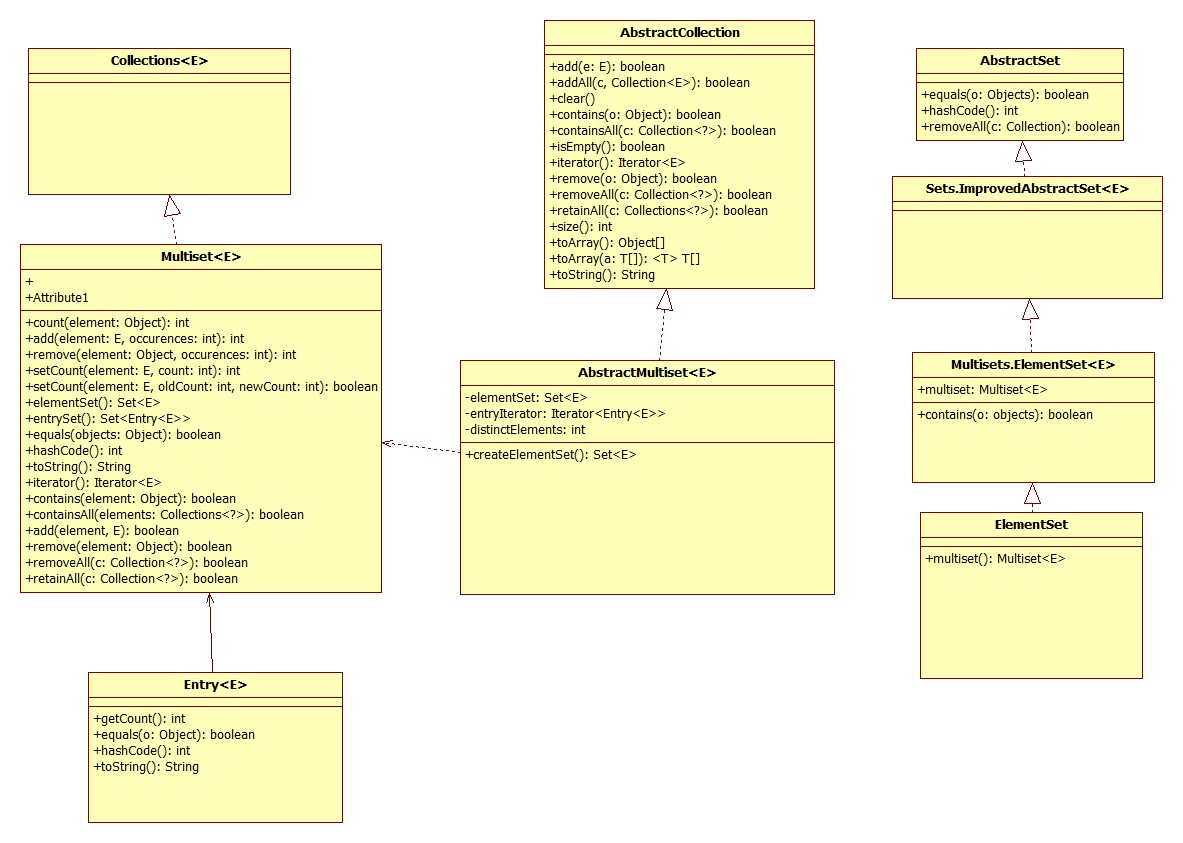 Collections<E>
Multiset<E>
+
+Attribute1
+count(element: Object): int
+add(element: E, occurences: int): int
+remove(element: Object, occurences: int): int
+setCount(element: E, count: int): int
+setCount(element: E, oldCount: int, newCount: int): boolean
+elementSet(): Set<E>
+entrySet(): Set<Entry<E>>
+equals(objects: Object): boolean
+hashCode(): int
+toString(): String
+iterator(): Iterator<E>
+contains(element: Object): boolean
+containsAll(elements: Collections<?>): boolean
+add(element, E): boolean
+remove(element: Object): boolean
+removeAll(c: Collection<?>): boolean
+retainAll(c: Collection<?>): boolean
Entry<E>
+getCount(): int
+equals(o: Object): boolean
+hashCode(): int
+toString(): String
AbstractCollection
+add(e: E): boolean
+addAll(c, Collection<E>): boolean
+clear()
+contains(o: Object): boolean
+containsAll(c: Collection<?>): boolean
+isEmpty(): boolean
+iterator(): Iterator<E>
+remove(o: Object): boolean
+removeAll(c: Collection<?>): boolean
+retainAll(c: Collections<?>): boolean
+size(): int
+toArray(): Object[]
+toArray(a: T[]): <T> T[]
+toString(): String
AbstractMultiset<E>
-elementSet: Set<E>
-entryIterator: Iterator<Entry<E>>
-distinctElements: int
+createElementSet(): Set<E>
AbstractSet
+equals(o: Objects): boolean
+hashCode(): int
+removeAll(c: Collection): boolean
Sets.ImprovedAbstractSet<E>
Multisets.ElementSet<E>
+multiset: Multiset<E>
+contains(o: objects): boolean
ElementSet
+multiset(): Multiset<E>